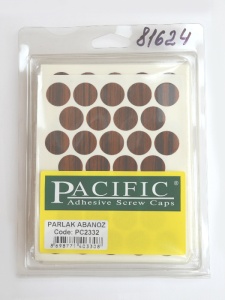 81624
PACIFIC®
Adhesive Screw Caps
PARLAK ABANOZ
Code: PC2332